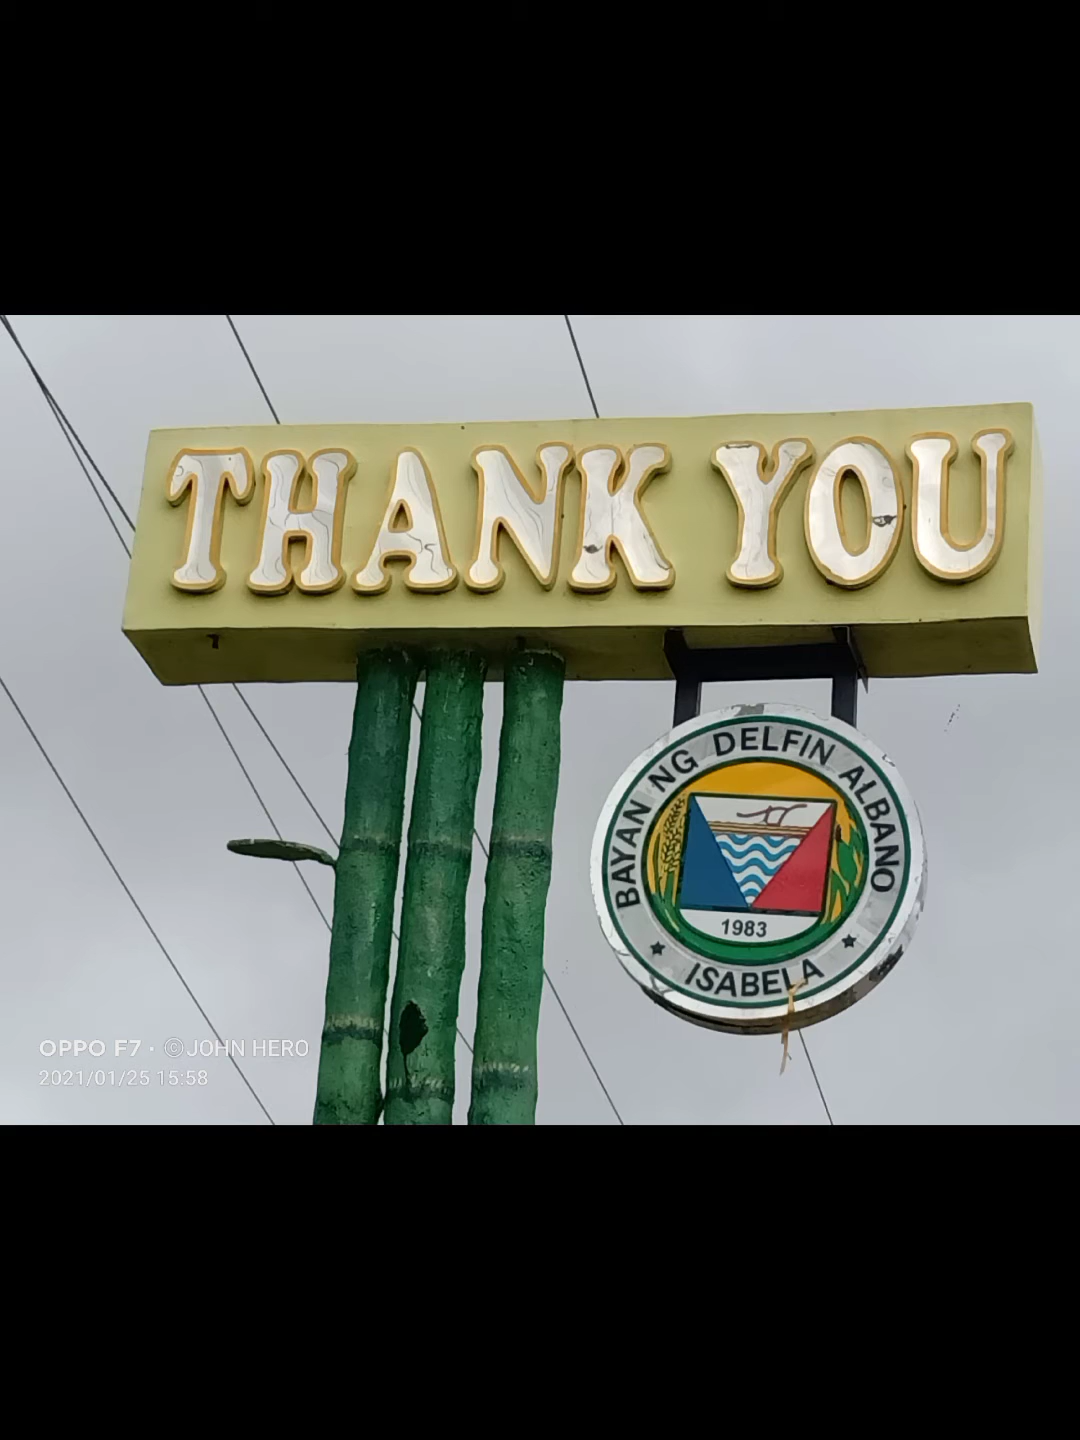 THANK YOU
BAYAN NG DELFIN ALBANO
1983
ISABELA
OPPO F7 · ©JOHN HERO
2021/01/25 15:58